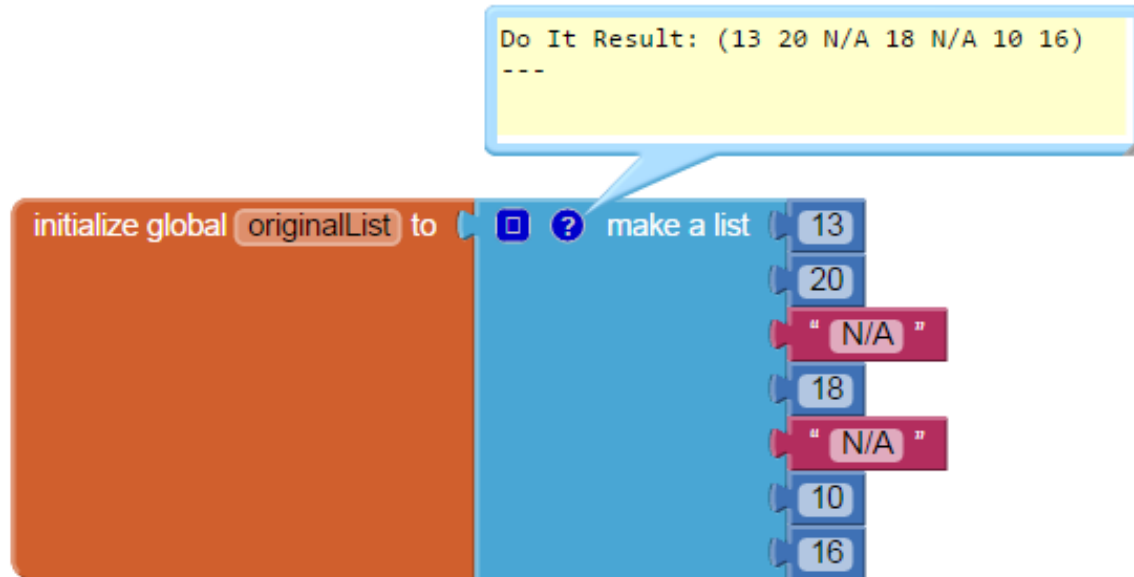 Do It Result: (13 20 N/A 18 N/A 10 16)
---
initialize global originalList to ? make a list 13
20
“ N/A ”
18
“ N/A ”
10
16